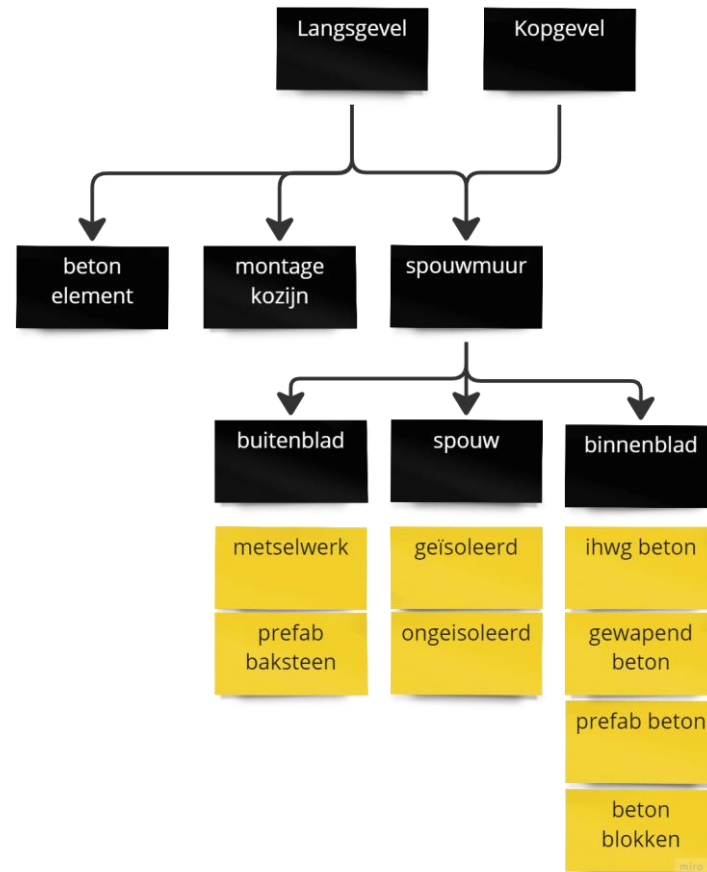 Langsgevel
Kopgevel
beton
element
montage
kozijn
spouwmuur
buitenblad
spouw
binnenblad
metselwerk
geïsoleerd
ihwg beton
prefab
baksteen
ongeisoleerd
gewapend
beton
prefab beton
beton
blokken
miro